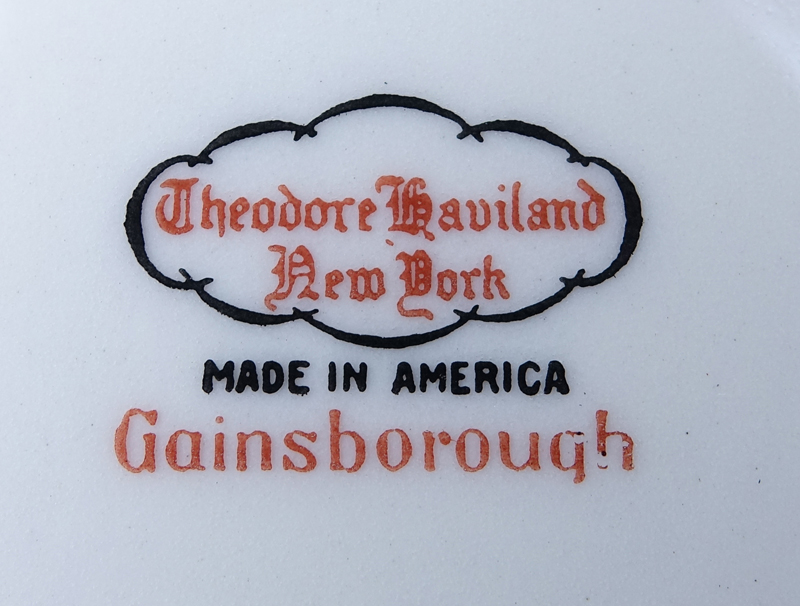 Theodore Haviland
New York
MADE IN AMERICA
Gainsborough